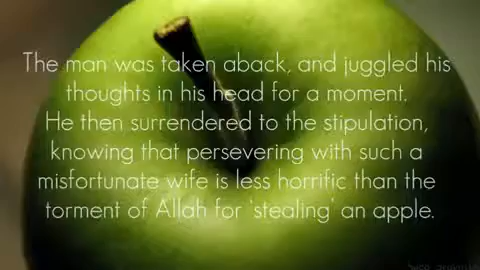 The man was taken aback, and juggled his
thoughts in his head for a moment.
He then surrendered to the stipulation,
knowing that persevering with such a
misfortunate wife is less horrific than the
torment of Allah for 'stealing' an apple.